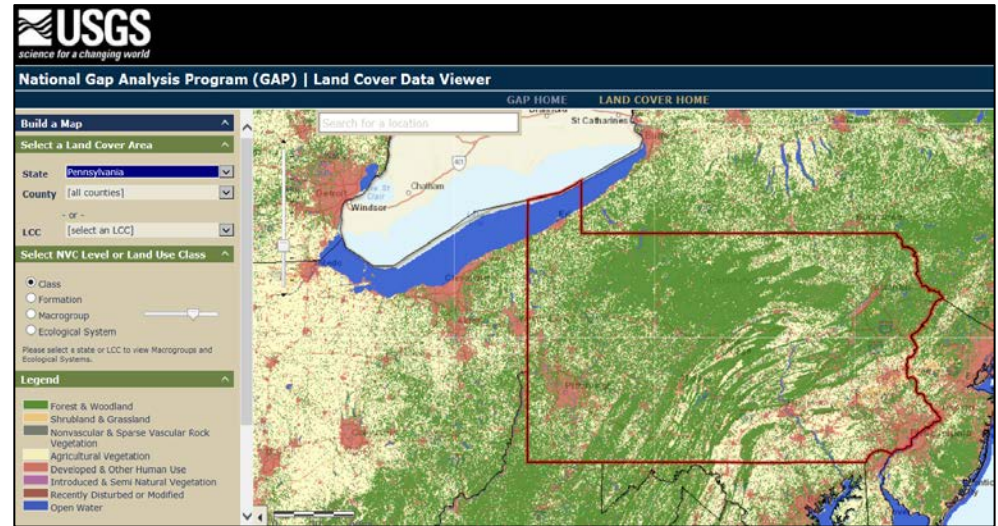 USGS
science for a changing world
National Gap Analysis Program (GAP) | Land Cover Data Viewer
GAP HOME LAND COVER HOME
Build a Map
Select a Land Cover Area
State Pennsylvania
County [all counties]
- or -
LCC [select an LCC]
Select NVC Level or Land Use Class
Class
Formation
Macrogroup
Ecological System
Please select a state or LCC to view Macrogroups and
Ecological Systems.
Legend
Forest & Woodland
Shrubland & Grassland
Nonvascular & Sparse Vascular Rock
Vegetation
Agricultural Vegetation
Developed & Other Human Use
Introduced & Semi Natural Vegetation
Recently Disturbed or Modified
Open Water
Search for a location
St Catharines
401
Chatham
Windsor
Detroit
Pittsburgh